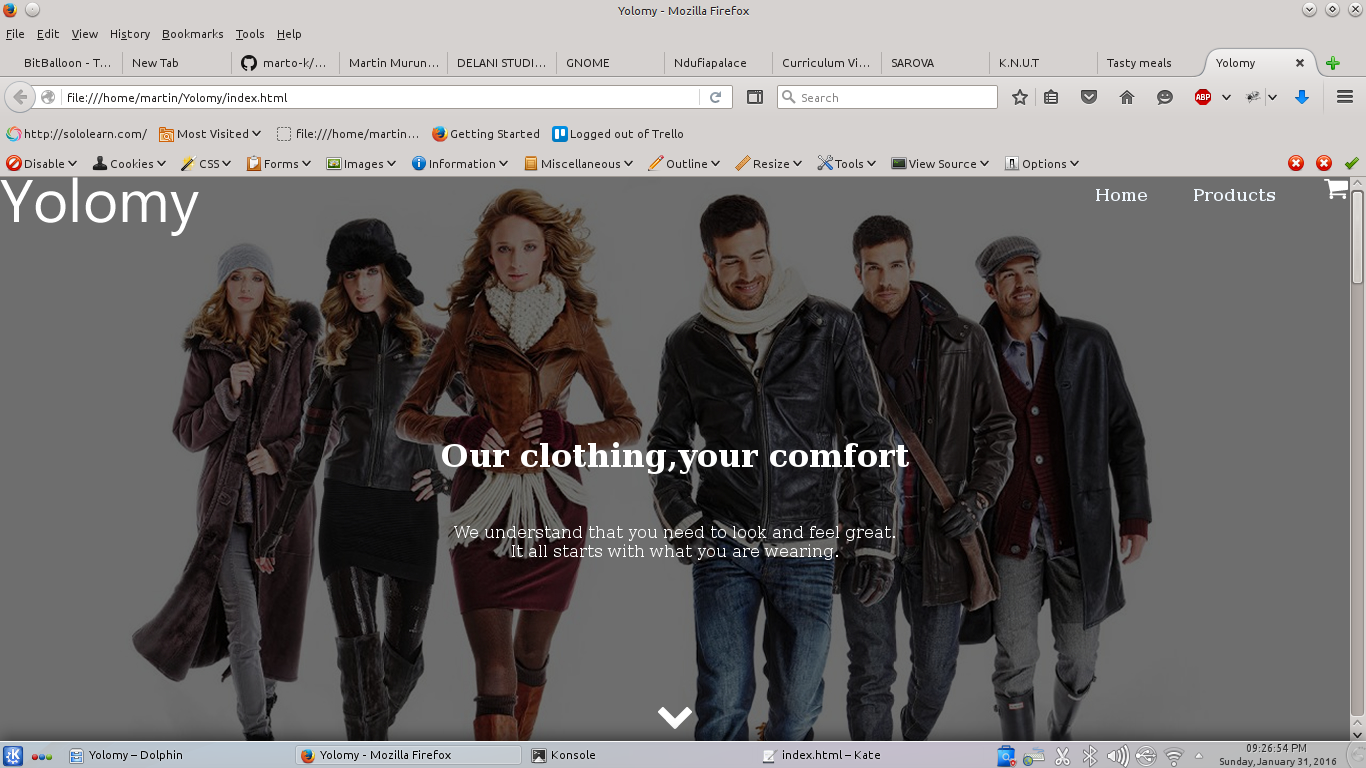 Yolomy - Mozilla Firefox
File Edit View History Bookmarks Tools Help
BitBalloon - T... New Tab marto-k/... Martin Murun... DELANI STUDI... GNOME Ndufiapalace Curriculum Vi... SAROVA K.N.U.T Tasty meals Yolomy
file:///home/martin/Yolomy/index.html Search ABP
http://sololearn.com/ Most Visited file:///home/martin... Getting Started Logged out of Trello
Disable Cookies CSS Forms Images Information Miscellaneous Outline Resize Tools View Source Options
Yolomy Home Products
Our clothing,your comfort
We understand that you need to look and feel great.
It all starts with what you are wearing.
Yolomy – Dolphin Yolomy - Mozilla Firefox Konsole index.html – Kate 09:26:54 PM
Sunday,January 31, 2016